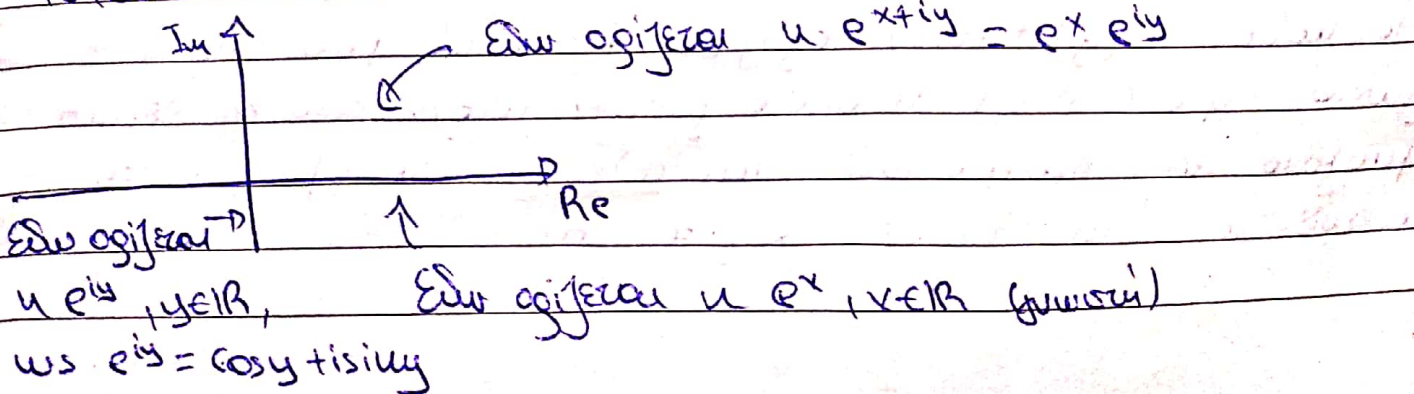 Im
Εδώ ορίζεται η e^{x+iy} = e^x e^{iy}
Re
Εδώ ορίζεται
η e^{iy}, y∈ℝ,
Εδώ ορίζεται η e^x, x∈ℝ (γνωστή)
ως e^{iy} = cosy + isiny